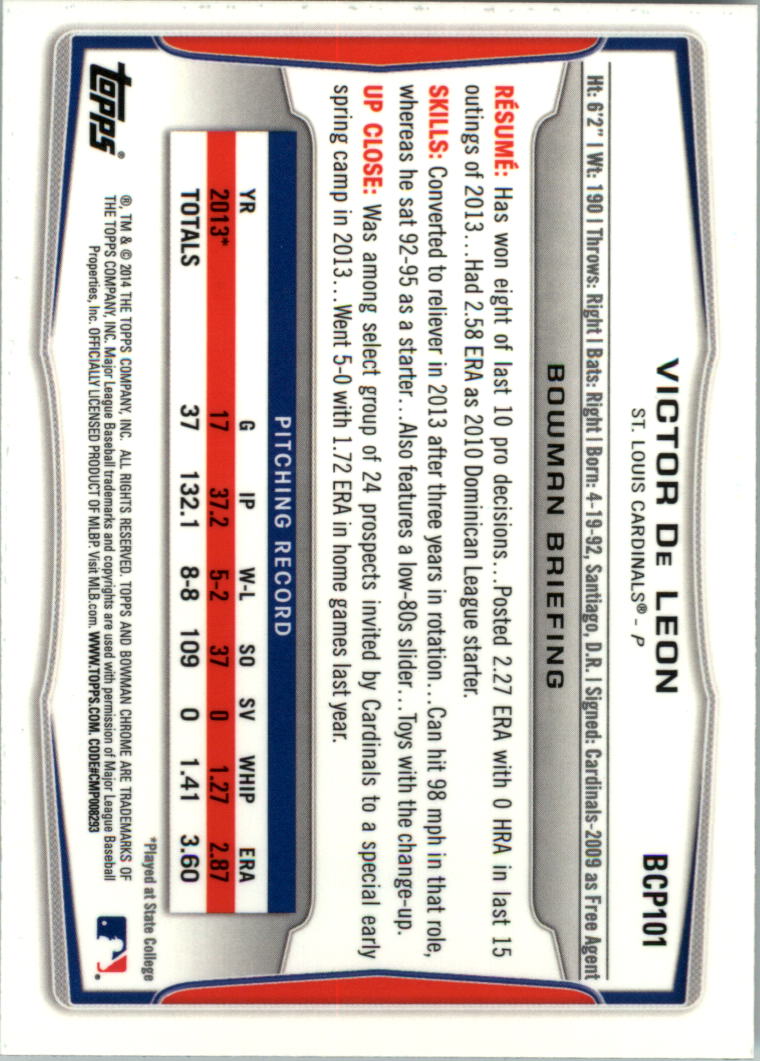 BCP101
VICTOR DE LEON
ST. LOUIS CARDINALS® - P
Ht: 6'2" | Wt: 190 | Throws: Right | Bats: Right | Born: 4-19-92, Santiago, D.R. | Signed: Cardinals-2009 as Free Agent
BOWMAN BRIEFING
RÉSUMÉ: Has won eight of last 10 pro decisions...Posted 2.27 ERA with 0 HRA in last 15
outings of 2013...Had 2.58 ERA as 2010 Dominican League starter.
SKILLS: Converted to reliever in 2013 after three years in rotation...Can hit 98 mph in that role,
whereas he sat 92-95 as a starter...Also features a low-80s slider...Toys with the change-up.
UP CLOSE: Was among select group of 24 prospects invited by Cardinals to a special early
spring camp in 2013...Went 5-0 with 1.72 ERA in home games last year.
PITCHING RECORD
YR G IP W-L SO SV WHIP ERA
2013* 17 37.2 5-2 37 0 1.27 2.87
TOTALS 37 132.1 8-8 109 0 1.41 3.60
*Played at State College
topps®
®, TM & © 2014 THE TOPPS COMPANY, INC. ALL RIGHTS RESERVED. TOPPS AND BOWMAN CHROME ARE TRADEMARKS OF
THE TOPPS COMPANY, INC. Major League Baseball trademarks and copyrights are used with permission of Major League Baseball
Properties, Inc. OFFICIALLY LICENSED PRODUCT OF MLBP. Visit MLB.com. WWW.TOPPS.COM. CODE#CMP008293